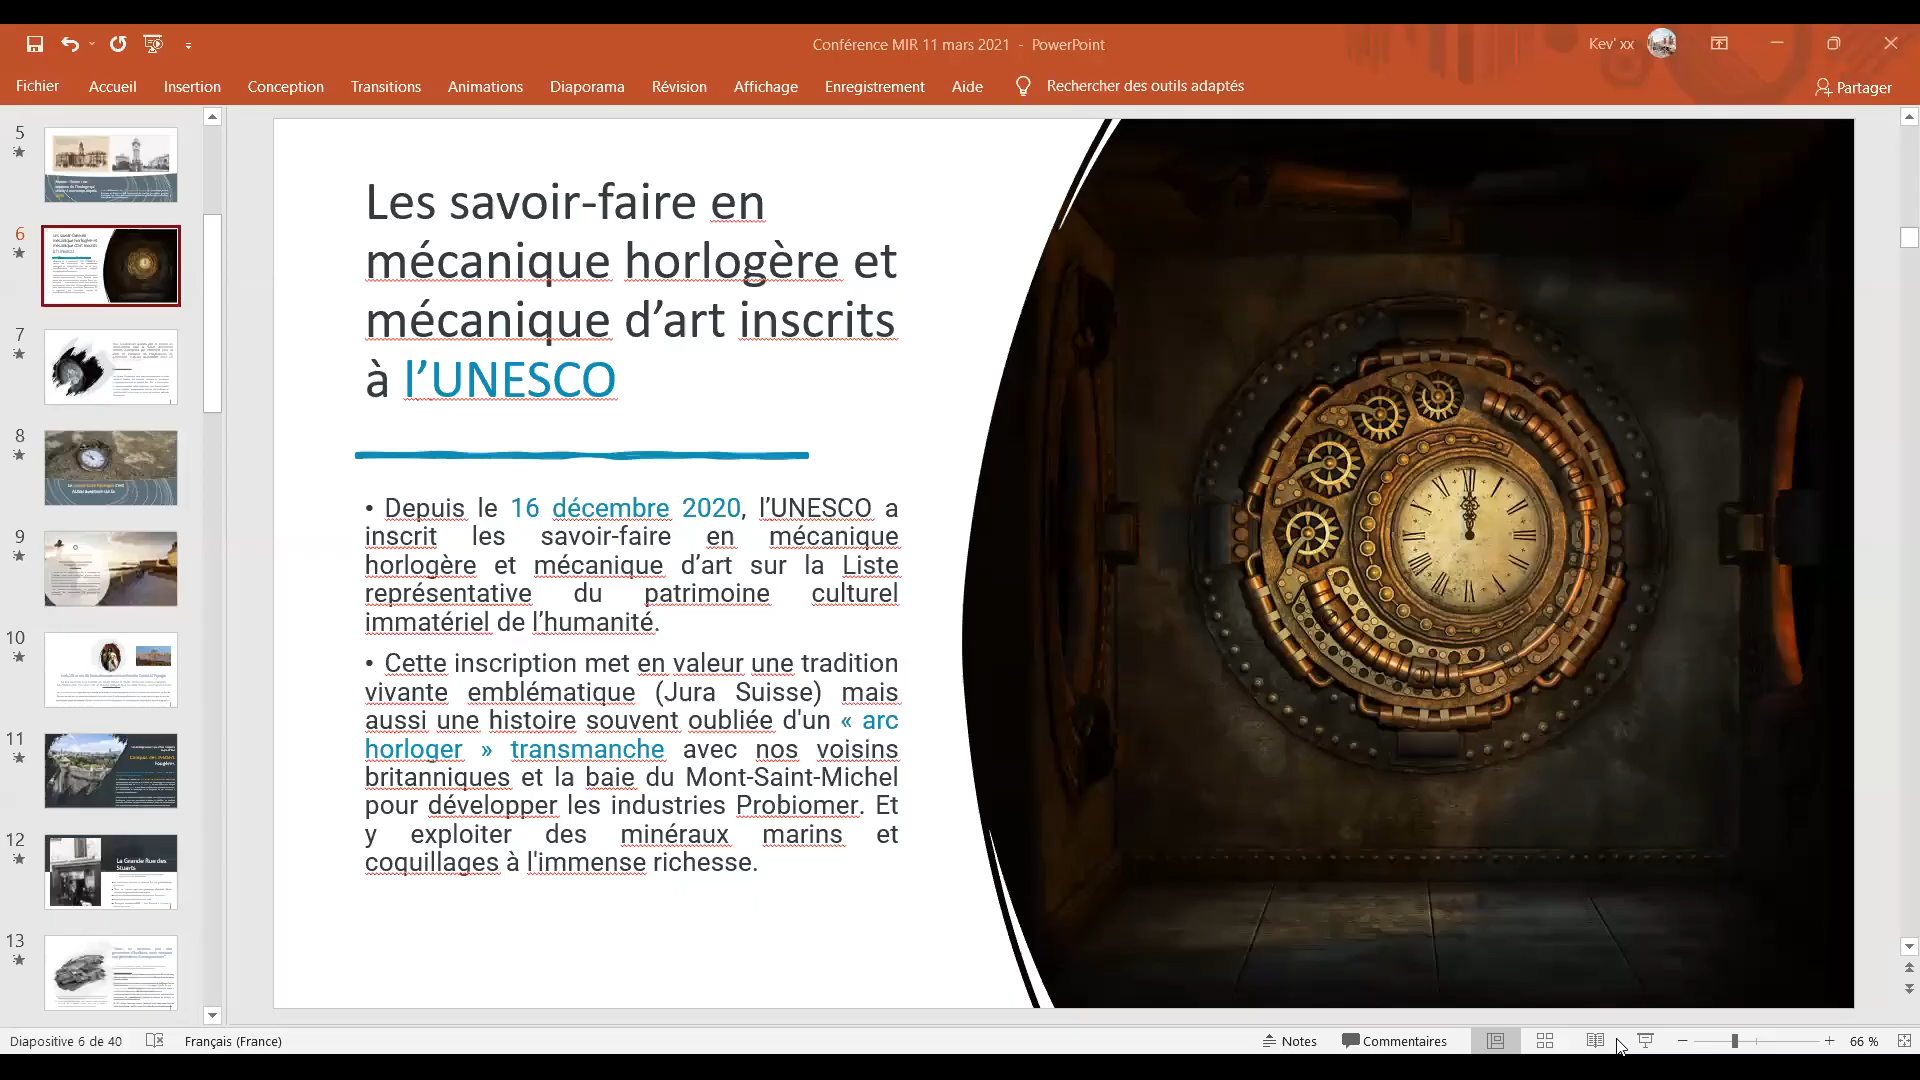 Conférence MIR 11 mars 2021 - PowerPoint
Kev' xx
Fichier
Accueil
Insertion
Conception
Transitions
Animations
Diaporama
Révision
Affichage
Enregistrement
Aide
Rechercher des outils adaptés
Partager
5
6
7
8
9
10
11
12
La Grande Rue des
Stuarts
13
Les savoir-faire en
mécanique horlogère et
mécanique d’art inscrits
à l’UNESCO
• Depuis le 16 décembre 2020, l’UNESCO a
inscrit les savoir-faire en mécanique
horlogère et mécanique d’art sur la Liste
représentative du patrimoine culturel
immatériel de l’humanité.
• Cette inscription met en valeur une tradition
vivante emblématique (Jura Suisse) mais
aussi une histoire souvent oubliée d'un « arc
horloger » transmanche avec nos voisins
britanniques et la baie du Mont-Saint-Michel
pour développer les industries Probiomer. Et
y exploiter des minéraux marins et
coquillages à l'immense richesse.
Diapositive 6 de 40
Français (France)
Notes
Commentaires
66 %